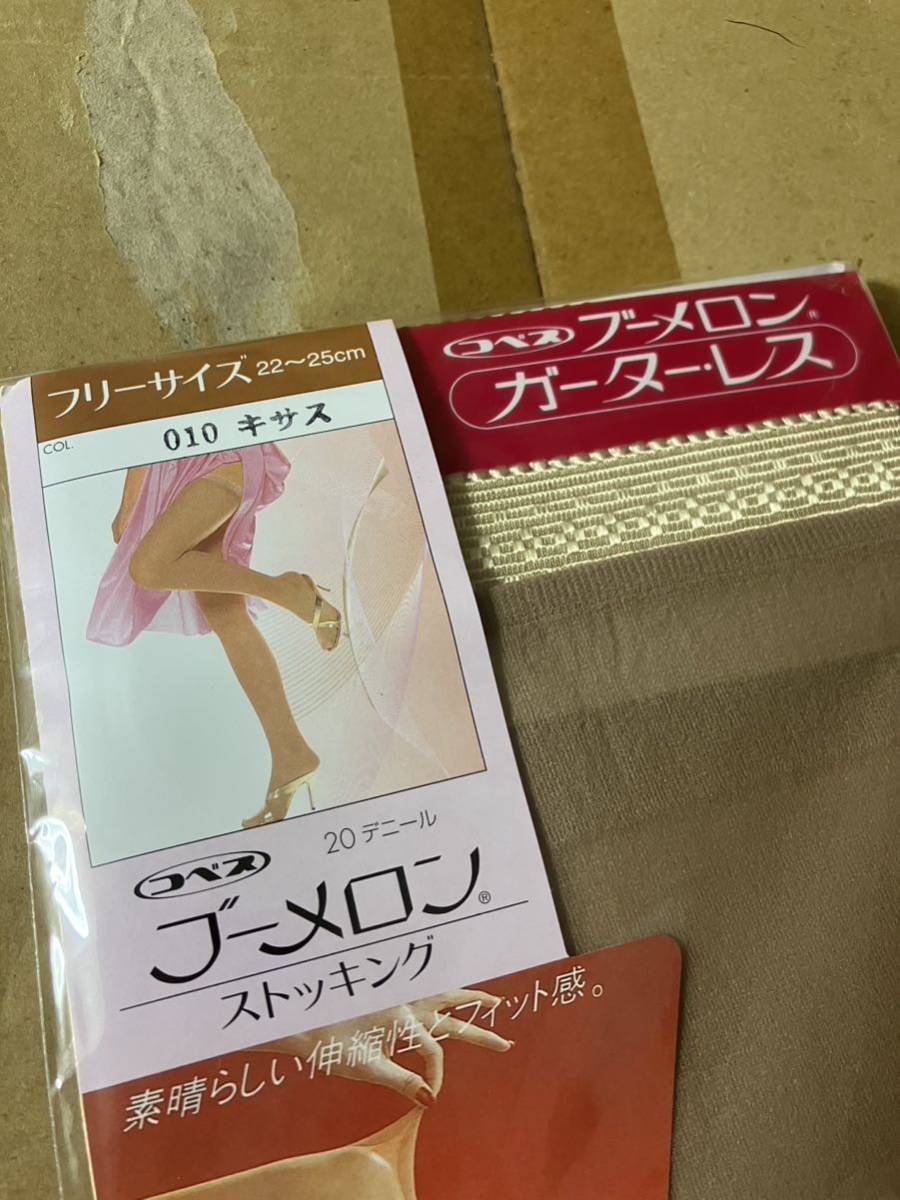 フリーサイズ 22〜25cm
COL. 010 キサス
コベス ブーメロン®
ガーター・レス
20デニール
コベス
ブーメロン®
ストッキング
素晴らしい伸縮性とフィット感。